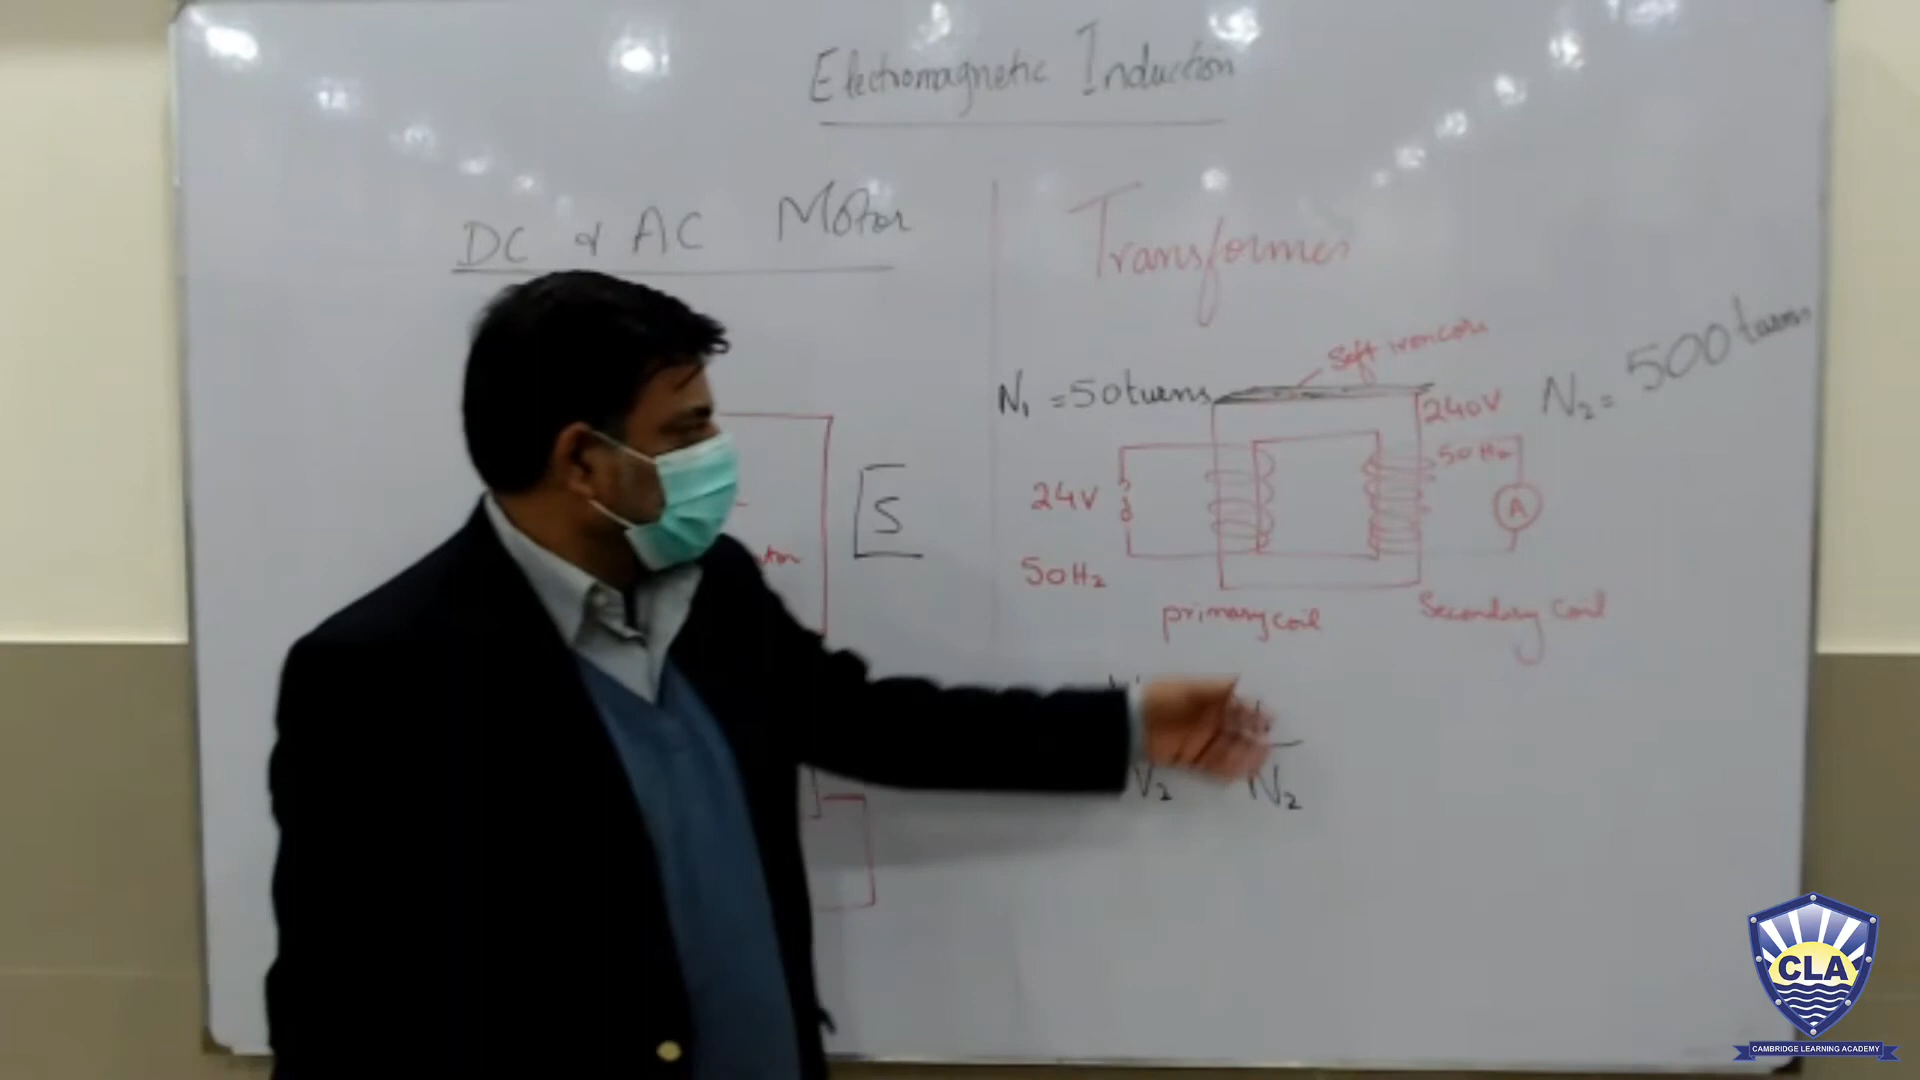 Electromagnetic Induction
DC & AC Motor
S
Transformer
Soft iron core
N₁ = 50 turns
N₂ = 500 turns
240V
50Hz
24V
50Hz
A
primary coil
Secondary coil
V₂
N₂
CLA
CAMBRIDGE LEARNING ACADEMY